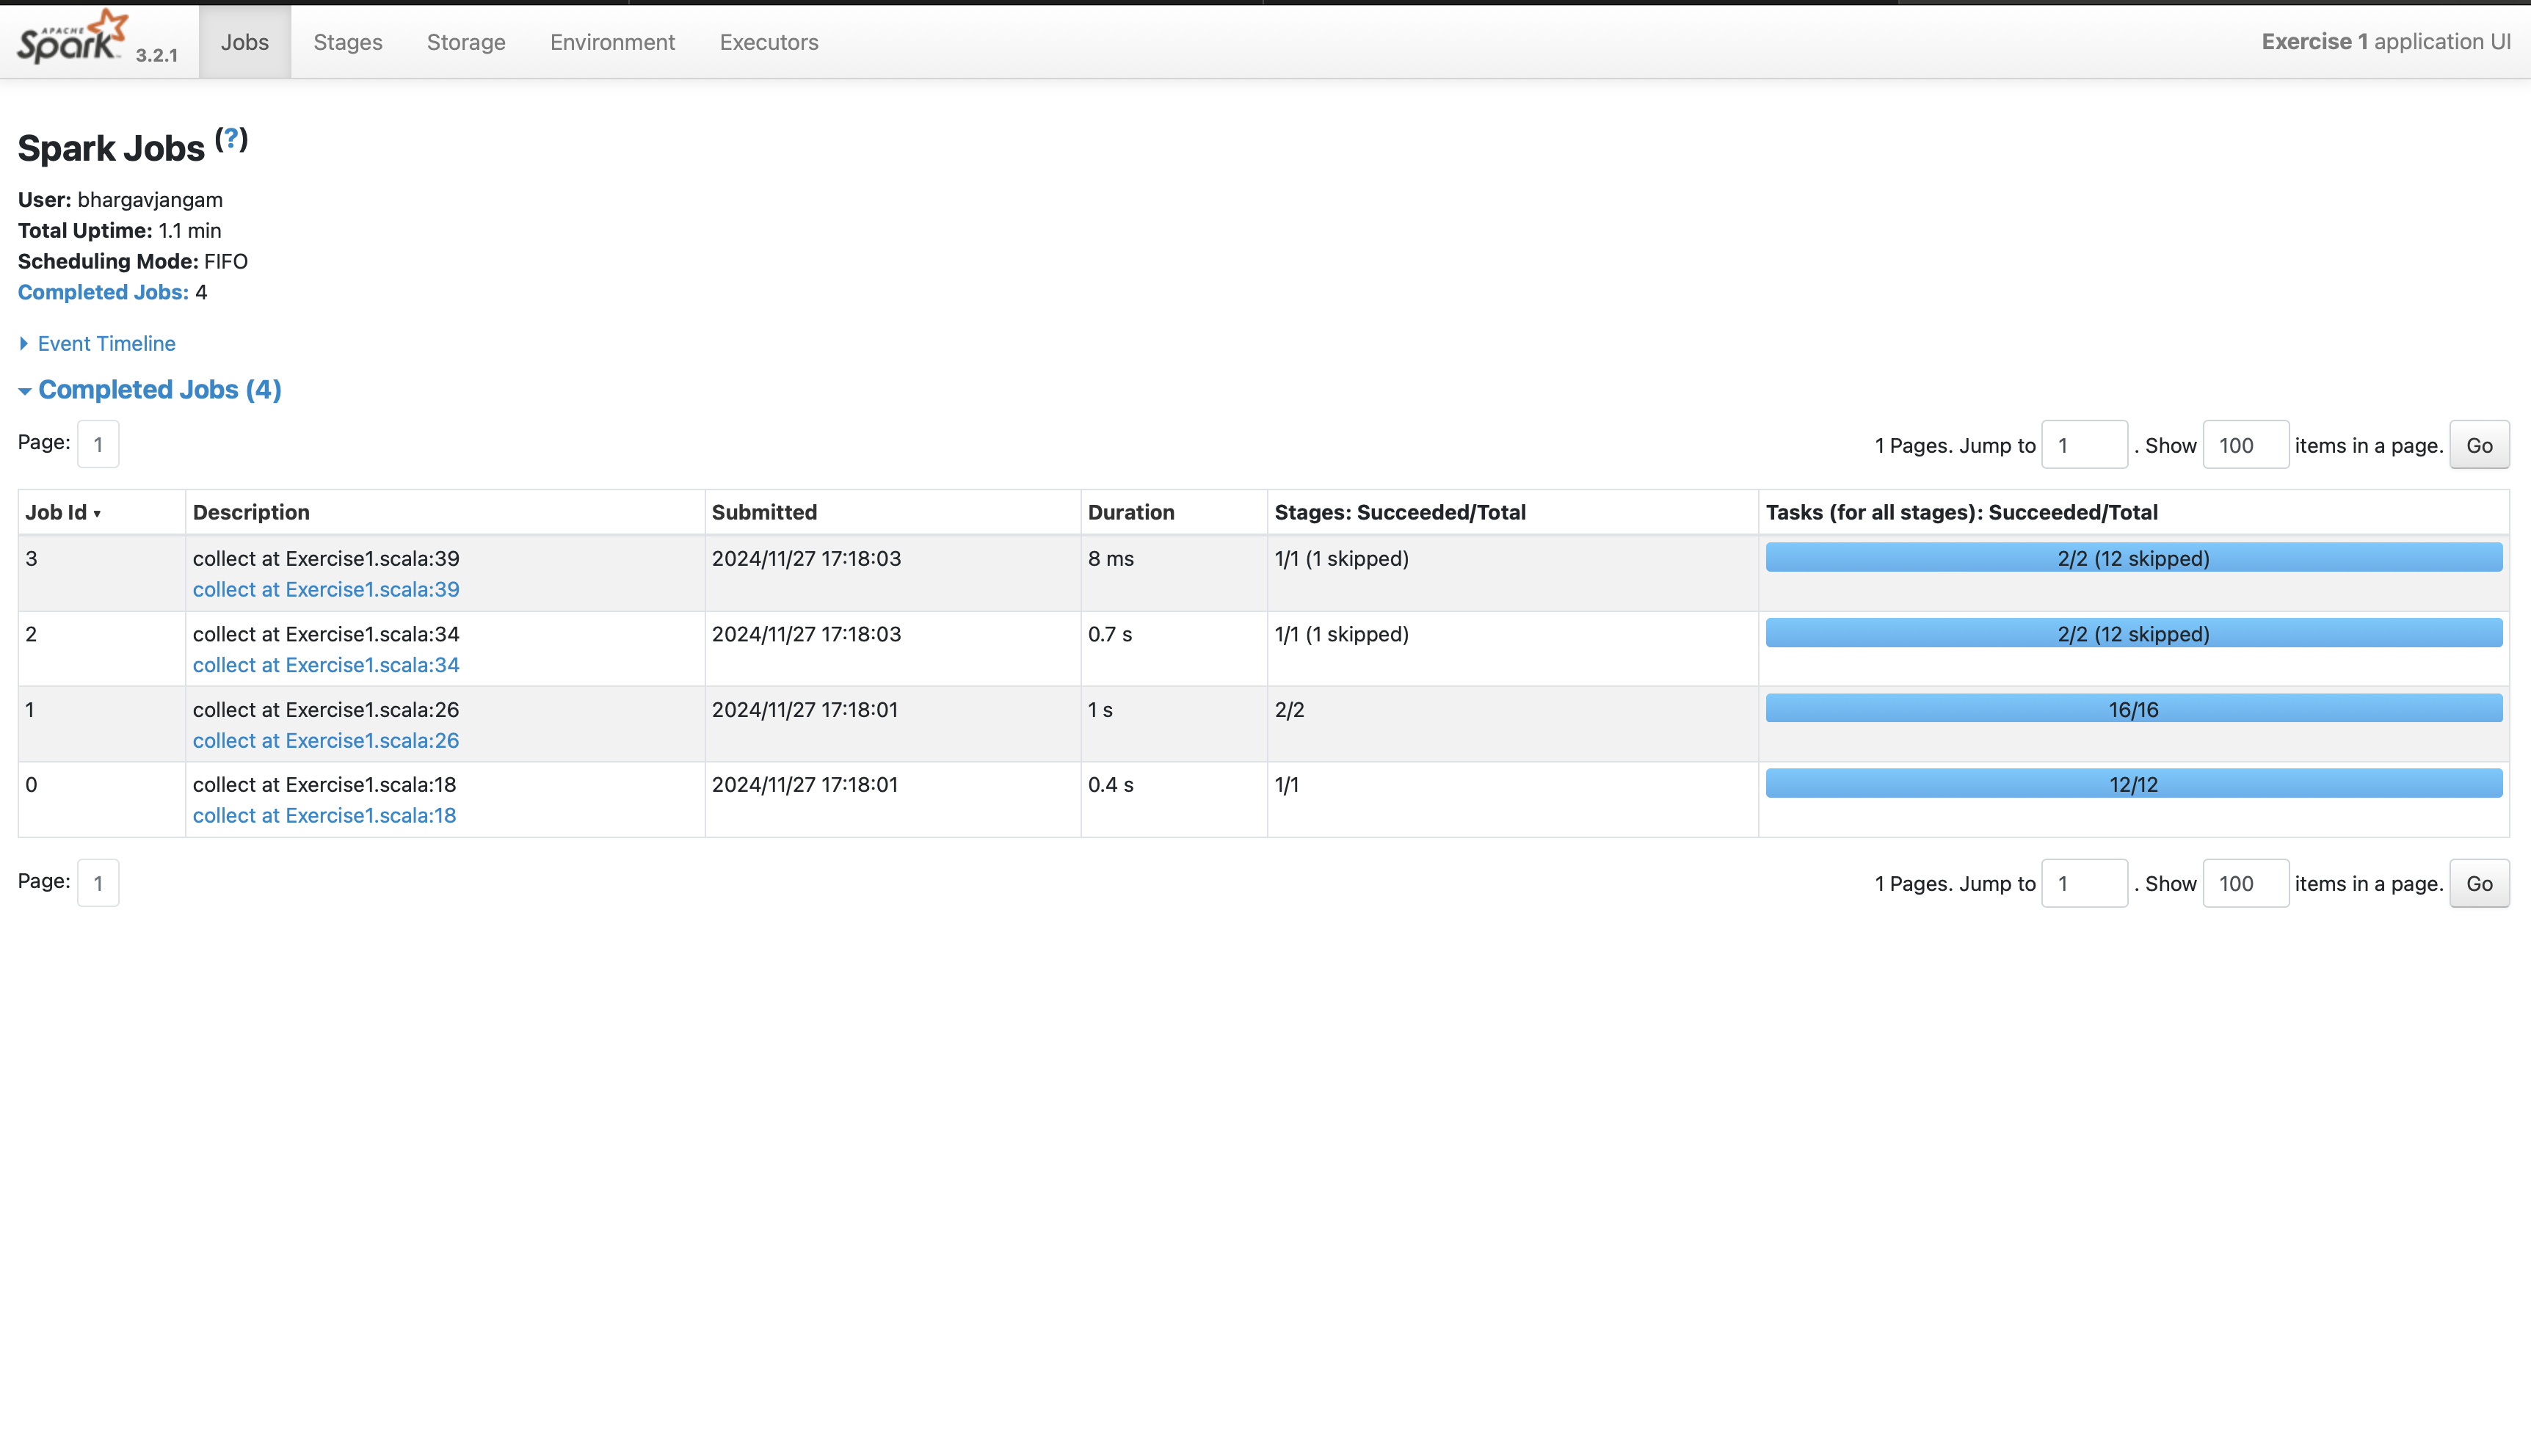 APACHE Spark 3.2.1 Jobs Stages Storage Environment Executors Exercise 1 application UI
Spark Jobs (?)
User: bhargavjangam
Total Uptime: 1.1 min
Scheduling Mode: FIFO
Completed Jobs: 4
Event Timeline
Completed Jobs (4)
Page: 1 1 Pages. Jump to 1 . Show 100 items in a page. Go
Job Id ▾ Description Submitted Duration Stages: Succeeded/Total Tasks (for all stages): Succeeded/Total
3 collect at Exercise1.scala:39 2024/11/27 17:18:03 8 ms 1/1 (1 skipped) 2/2 (12 skipped)
collect at Exercise1.scala:39
2 collect at Exercise1.scala:34 2024/11/27 17:18:03 0.7 s 1/1 (1 skipped) 2/2 (12 skipped)
collect at Exercise1.scala:34
1 collect at Exercise1.scala:26 2024/11/27 17:18:01 1 s 2/2 16/16
collect at Exercise1.scala:26
0 collect at Exercise1.scala:18 2024/11/27 17:18:01 0.4 s 1/1 12/12
collect at Exercise1.scala:18
Page: 1 1 Pages. Jump to 1 . Show 100 items in a page. Go